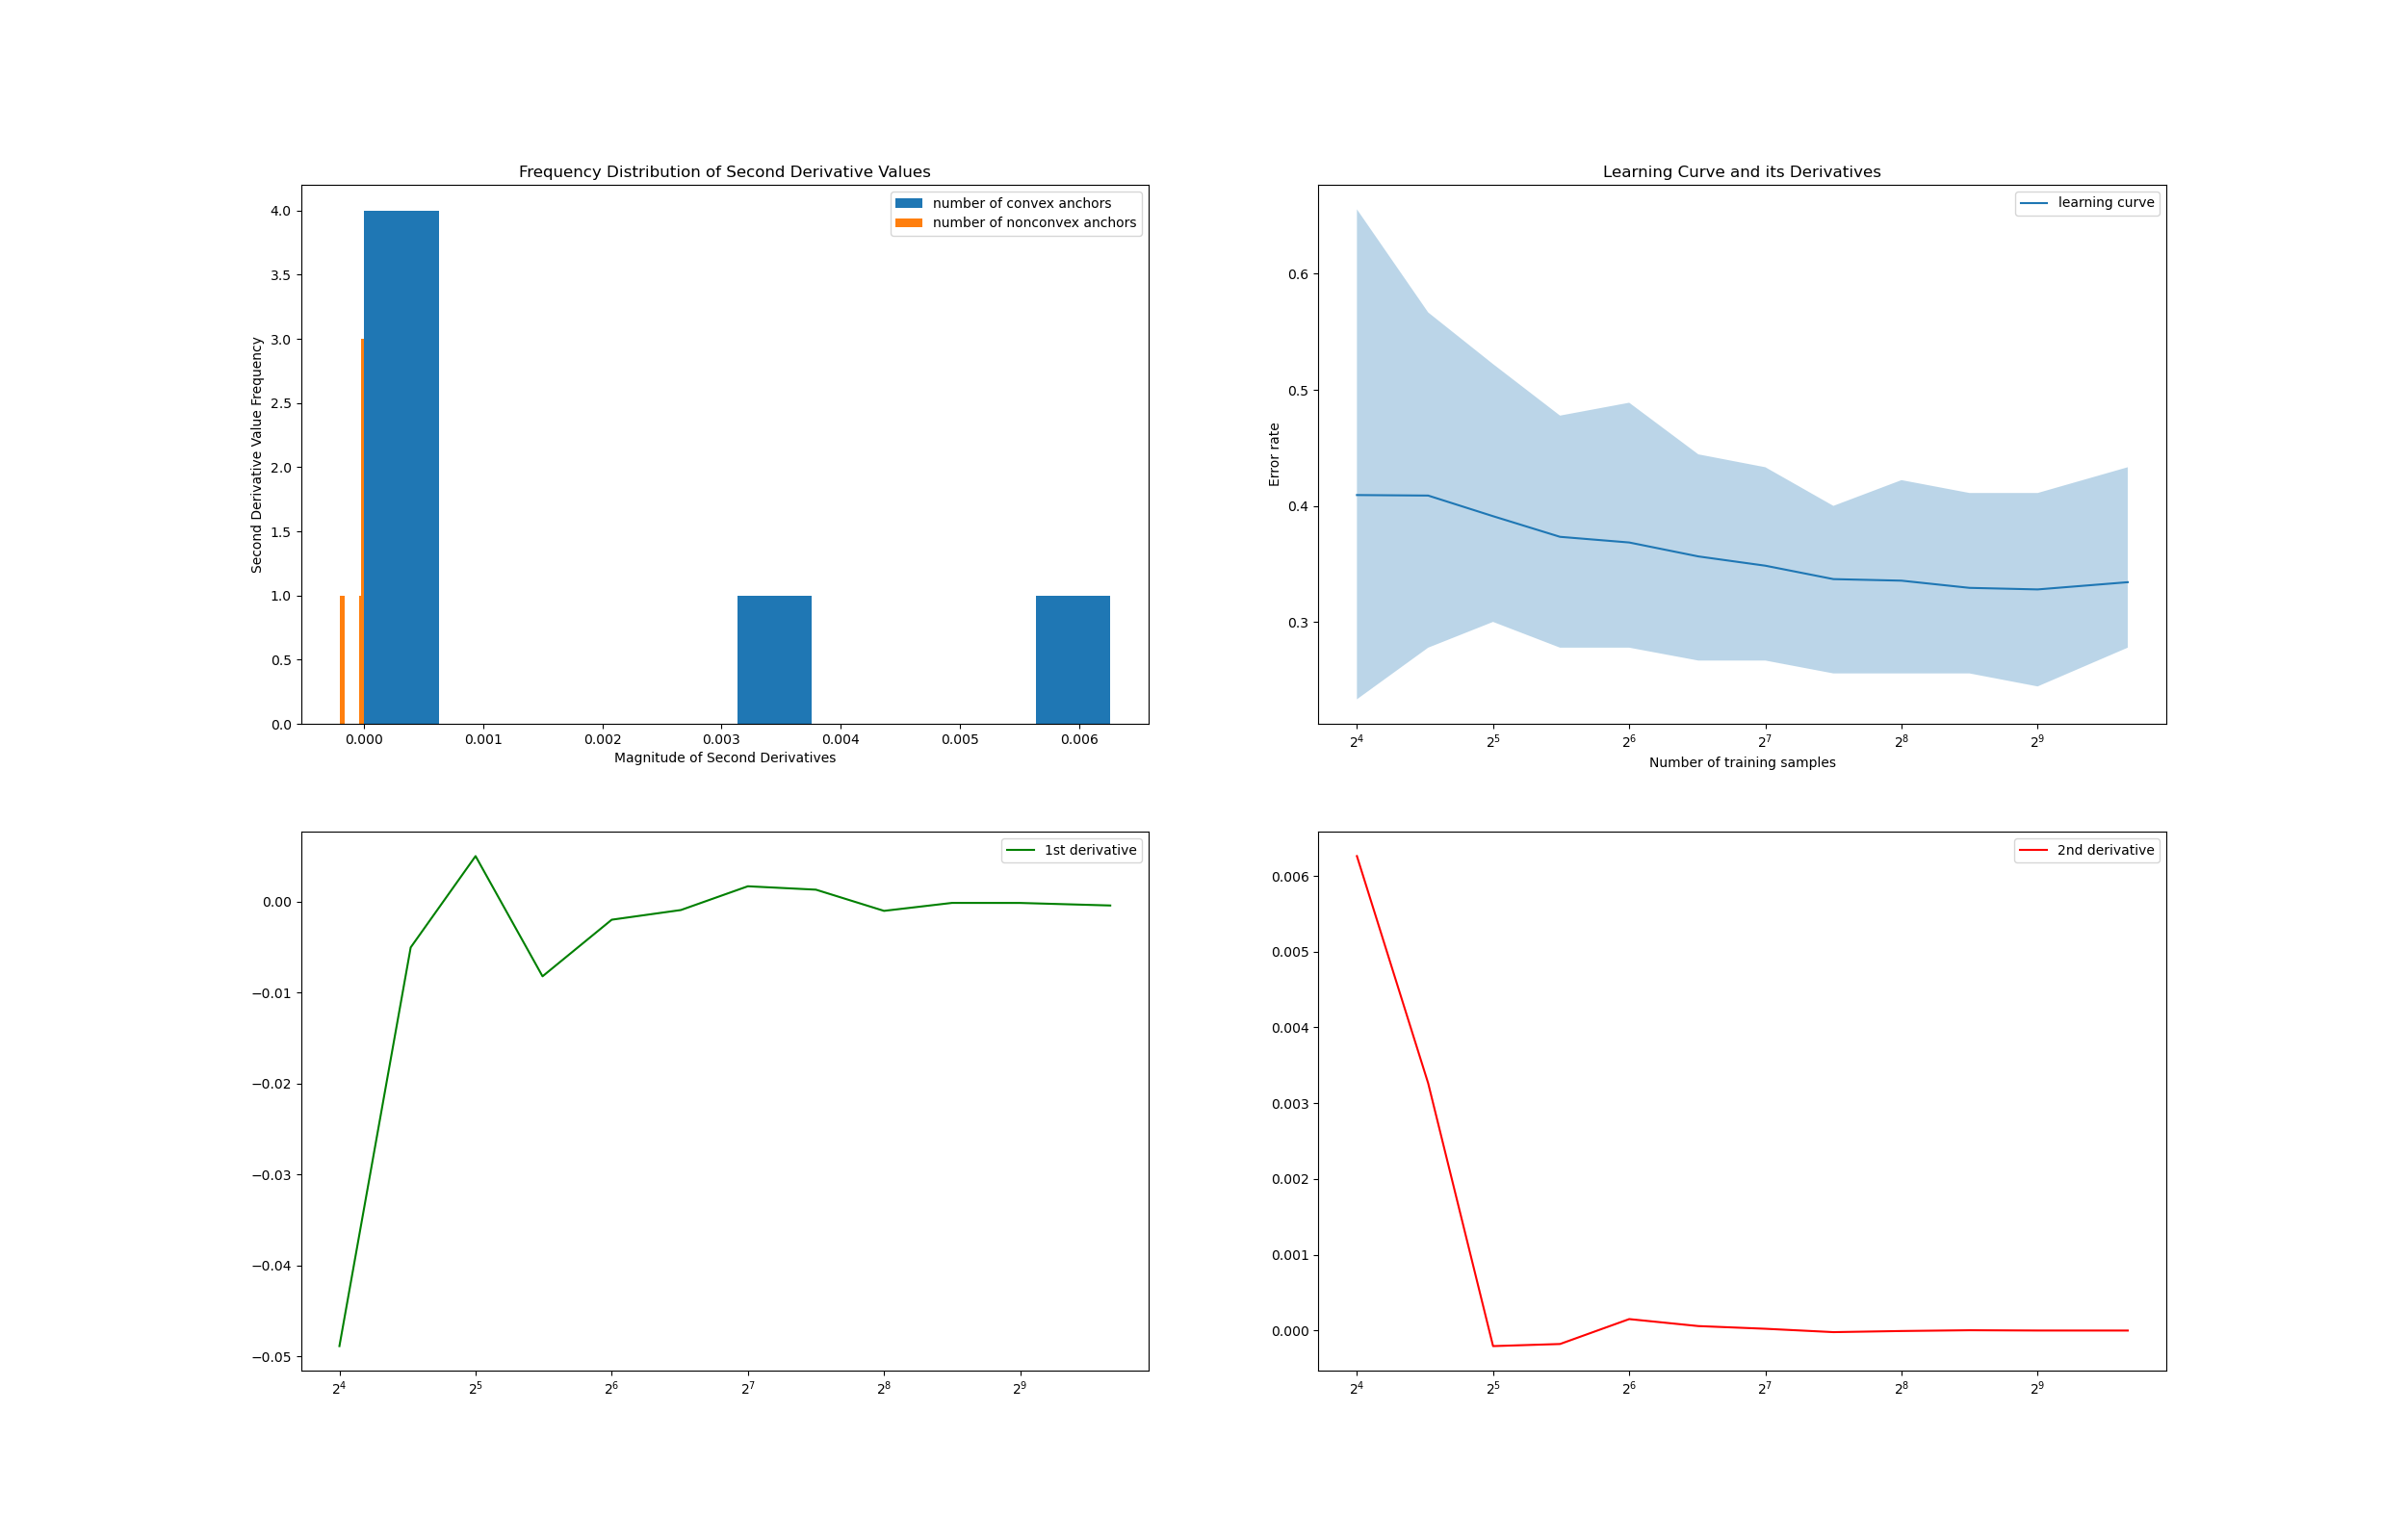 Frequency Distribution of Second Derivative Values
number of convex anchors
number of nonconvex anchors
Second Derivative Value Frequency
4.0
3.5
3.0
2.5
2.0
1.5
1.0
0.5
0.0
0.000 0.001 0.002 0.003 0.004 0.005 0.006
Magnitude of Second Derivatives
Learning Curve and its Derivatives
learning curve
Error rate
0.6
0.5
0.4
0.3
2⁴ 2⁵ 2⁶ 2⁷ 2⁸ 2⁹
Number of training samples
1st derivative
0.00
−0.01
−0.02
−0.03
−0.04
−0.05
2⁴ 2⁵ 2⁶ 2⁷ 2⁸ 2⁹
2nd derivative
0.006
0.005
0.004
0.003
0.002
0.001
0.000
2⁴ 2⁵ 2⁶ 2⁷ 2⁸ 2⁹